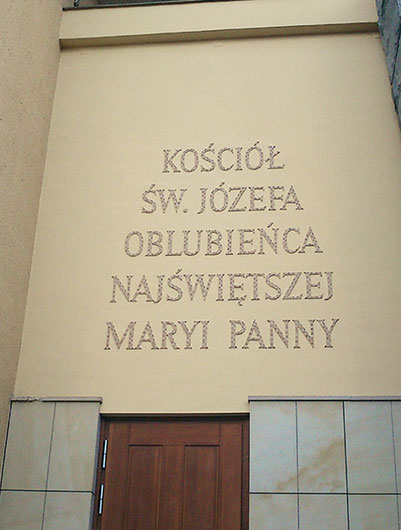 KOŚCIÓŁ
ŚW. JÓZEFA
OBLUBIEŃCA
NAJŚWIĘTSZEJ
MARYI PANNY